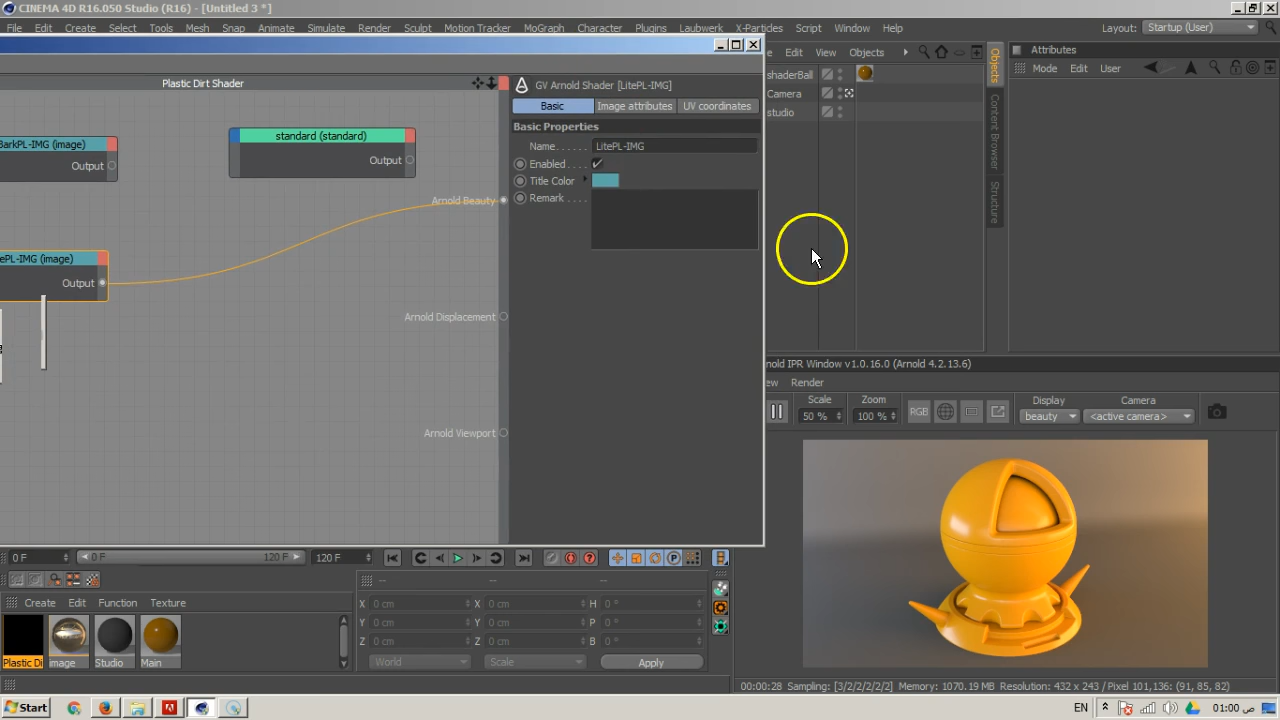 CINEMA 4D R16.050 Studio (R16) - [Untitled 3 *]
File Edit Create Select Tools Mesh Snap Animate Simulate Render Sculpt Motion Tracker MoGraph Character Plugins Laubwerk X-Particles Script Window Help
Layout: Startup (User)
Edit View Objects
Attributes
Mode Edit User
Plastic Dirt Shader
GV Arnold Shader [LitePL-IMG]
Basic Image attributes UV coordinates
Basic Properties
Name LitePL-IMG
Enabled
Title Color
Remark
BarkPL-IMG (image)
Output
standard (standard)
Output
ePL-IMG (image)
Output
Arnold Beauty
Arnold Displacement
Arnold Viewport
shaderBall
Camera
studio
Objects
Content Browser
Structure
nold IPR Window v1.0.16.0 (Arnold 4.2.13.6)
ew Render
Scale Zoom Display Camera
50 % 100 % RGB beauty <active camera>
0 F 0 F 120 F 120 F
Create Edit Function Texture
-- -- --
X 0 cm X 0 cm H 0 °
Y 0 cm Y 0 cm P 0 °
Z 0 cm Z 0 cm B 0 °
World Scale Apply
Plastic Di image Studio Main
00:00:28 Sampling: [3/2/2/2/2] Memory: 1070.19 MB Resolution: 432 x 243 / Pixel 101,136: (91, 85, 82)
Start EN 01:00 ص